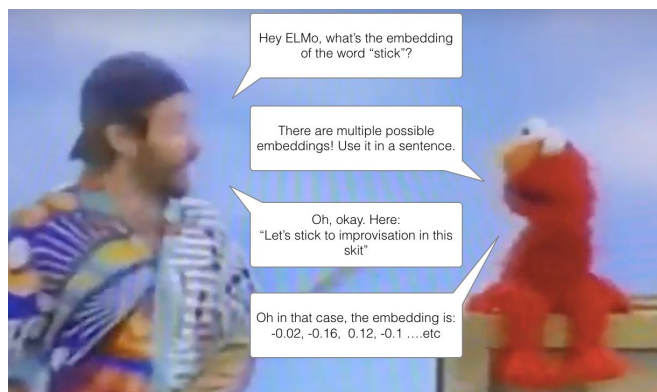 Hey ELMo, what's the embedding
of the word "stick"?
There are multiple possible
embeddings! Use it in a sentence.
Oh, okay. Here:
"Let's stick to improvisation in this
skit"
Oh in that case, the embedding is:
-0.02, -0.16, 0.12, -0.1 ....etc